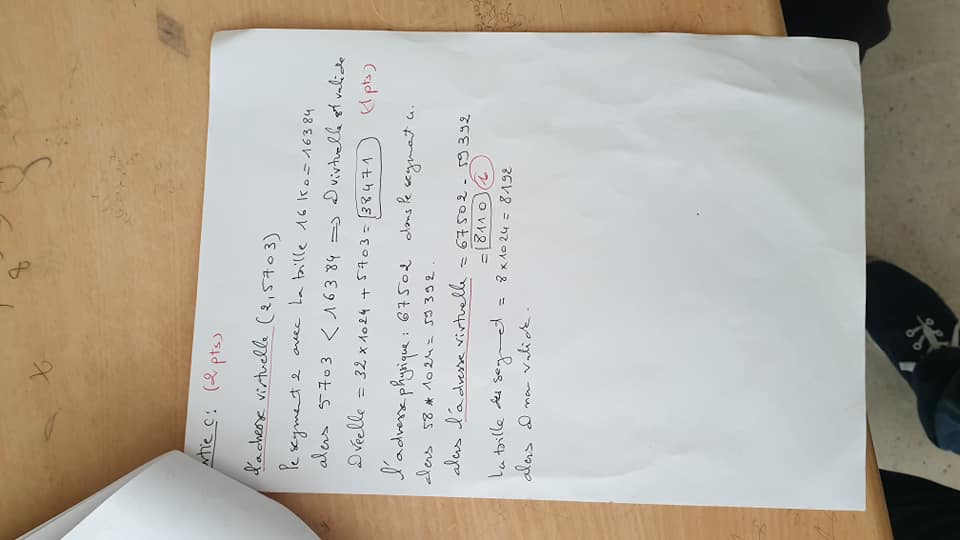 rtie c: (2 pts)
l'adresse virtuelle (2,5703)
le segment 2 avec la taille 16 Ko = 16384
alors 5703 < 16384 ⟹ @virtuelle est valide
@reelle = 32 × 1024 + 5703 = 38471 (1 pts)
l'adresse physique : 67502 dans le segment 4.
alors 58 * 1024 = 59392.
alors l'adresse virtuelle = 67502 - 59392
= 8110
La taille segment = 8 × 1024 = 8192
alors @ non valide.